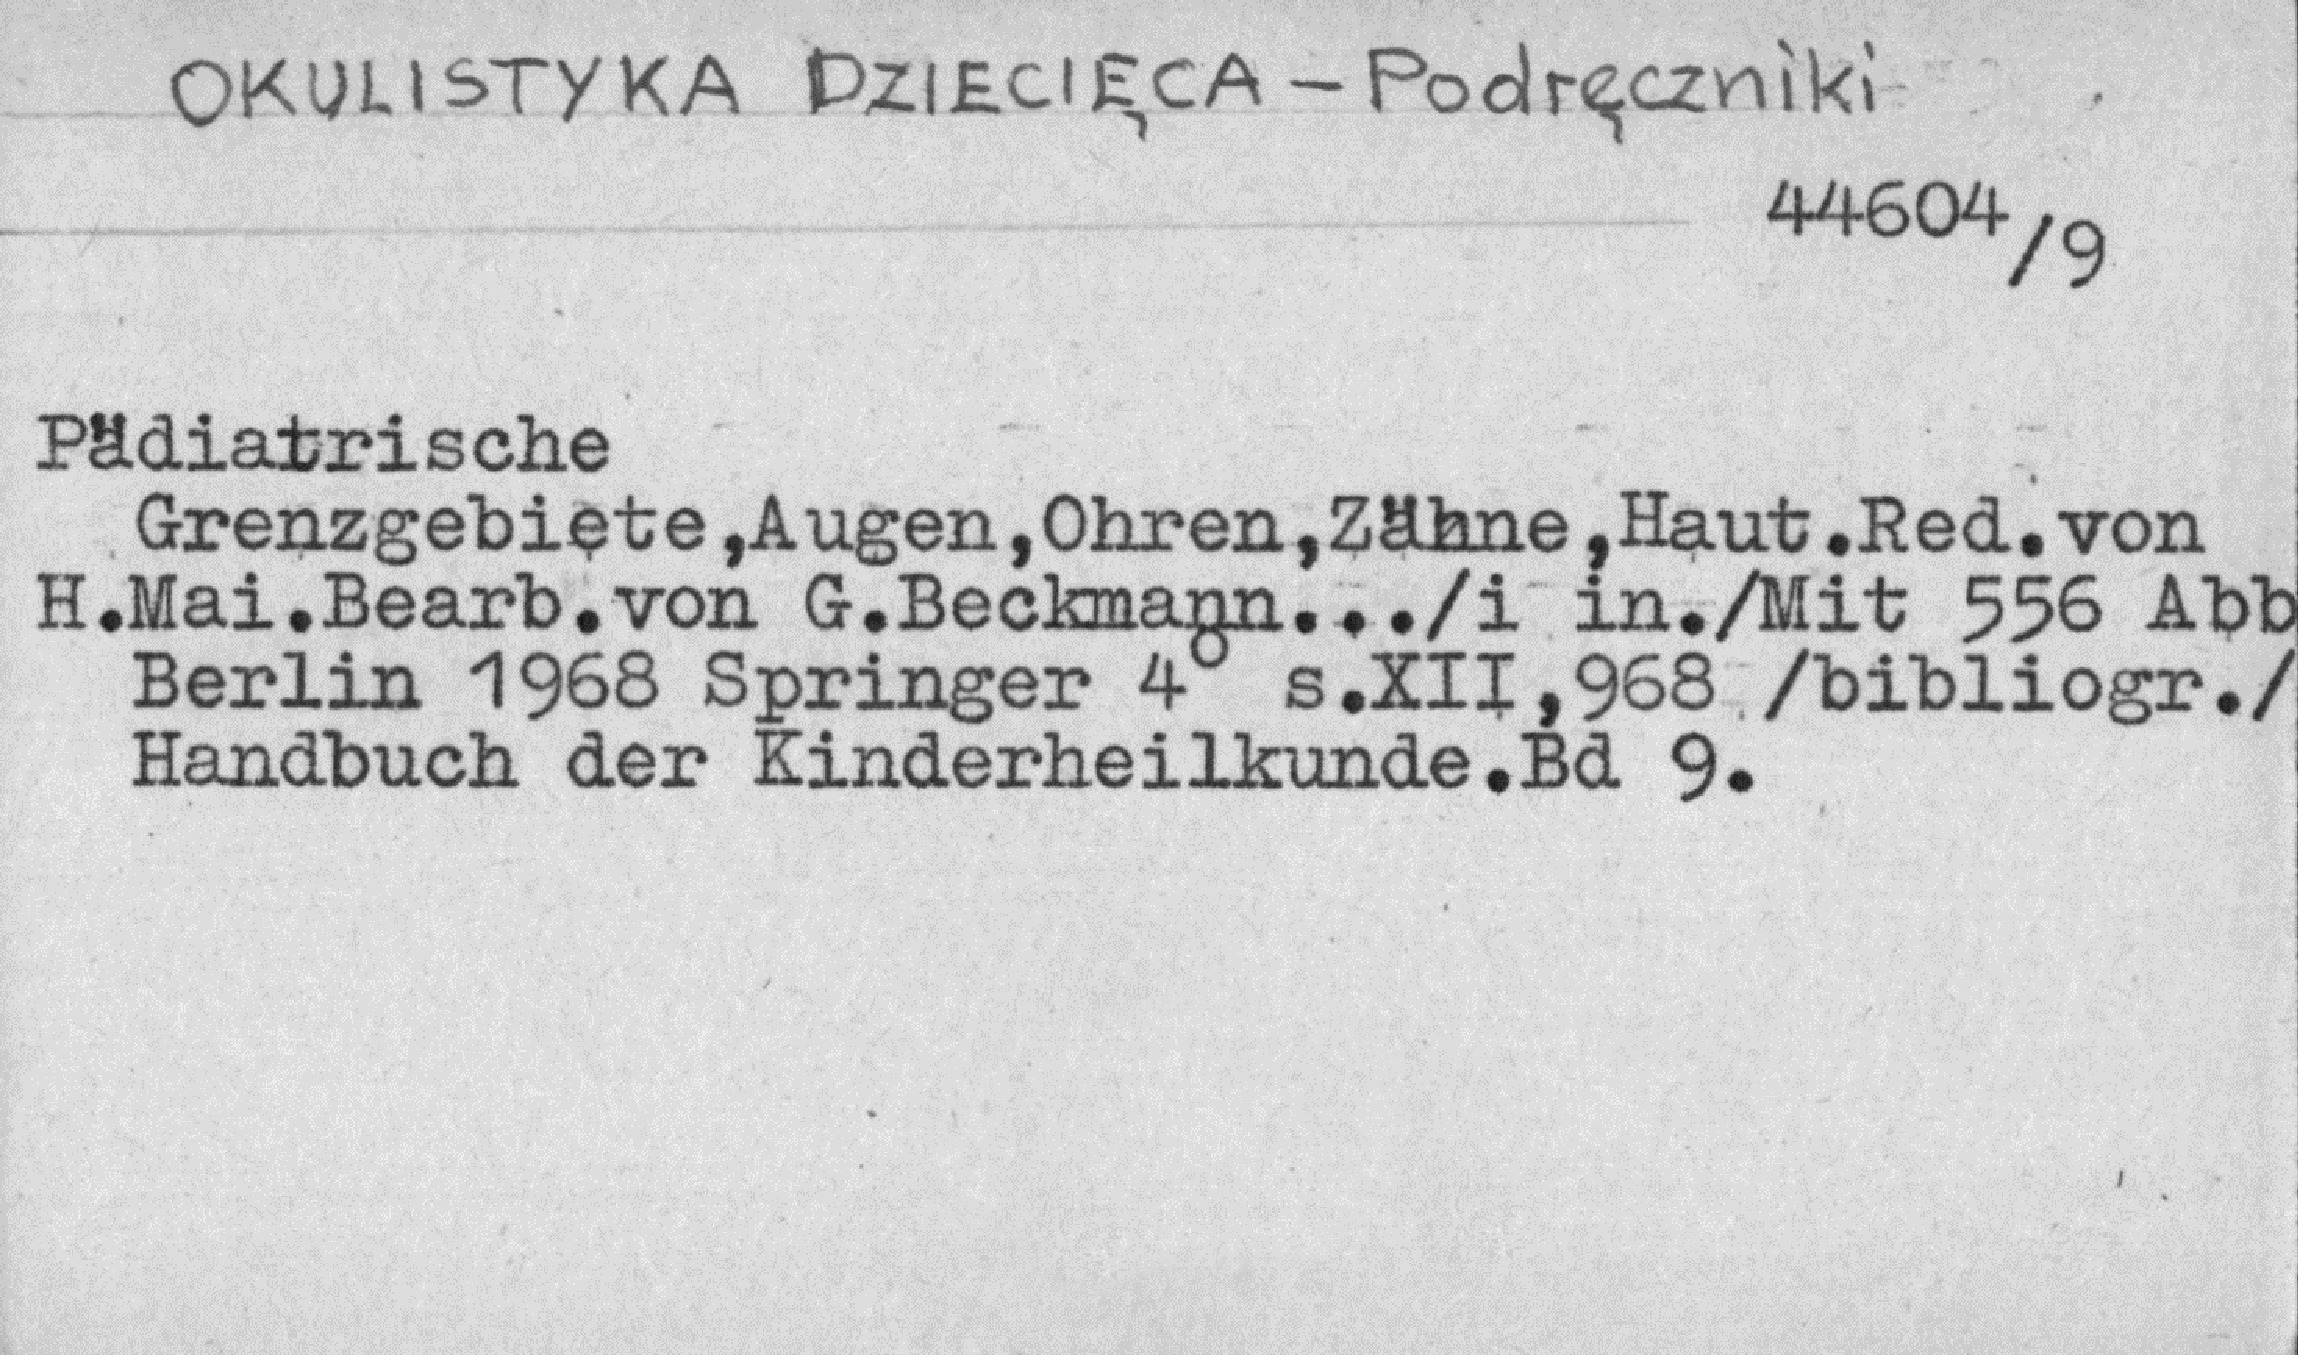 OKULISTYKA DZIECIĘCA – Podręczniki
44604/9
Pädiatrische
Grenzgebiete,Augen,Ohren,Zähne,Haut.Red.von
H.Mai.Bearb.von G.Beckmann.../i in./Mit 556 Abb
Berlin 1968 Springer 4° s.XII,968 /bibliogr./
Handbuch der Kinderheilkunde.Bd 9.